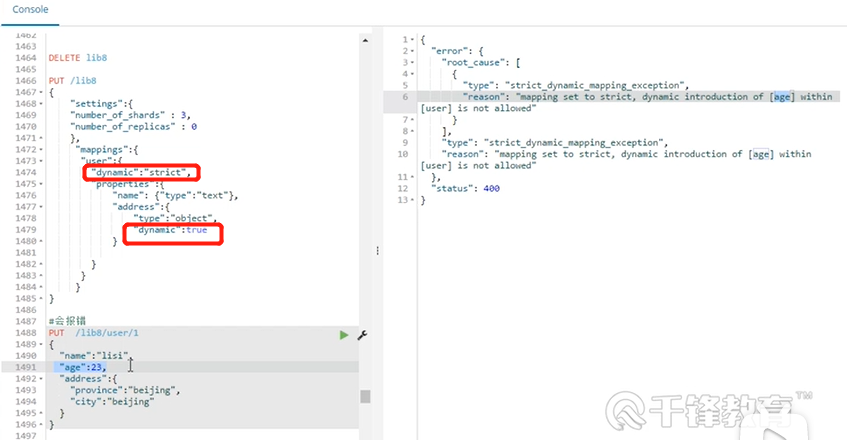 Console
1462
1463
1464 DELETE lib8
1465
1466 PUT /lib8
1467 {
1468 "settings":{
1469 "number_of_shards" : 3,
1470 "number_of_replicas" : 0
1471 },
1472 "mappings":{
1473 "user":{
1474 "dynamic":"strict",
1475 "properties":{
1476 "name": {"type":"text"},
1477 "address":{
1478 "type":"object",
1479 "dynamic":true
1480 }
1481
1482 }
1483 }
1484 }
1485 }
1486
1487 #会报错
1488 PUT /lib8/user/1
1489 {
1490 "name":"lisi",
1491 "age":23,
1492 "address":{
1493 "province":"beijing",
1494 "city":"beijing"
1495 }
1496 }
1497
1 {
2 "error": {
3 "root_cause": [
4 {
5 "type": "strict_dynamic_mapping_exception",
6 "reason": "mapping set to strict, dynamic introduction of [age] within
[user] is not allowed"
7 }
8 ],
9 "type": "strict_dynamic_mapping_exception",
10 "reason": "mapping set to strict, dynamic introduction of [age] within
[user] is not allowed"
11 },
12 "status": 400
13 }
千锋教育™